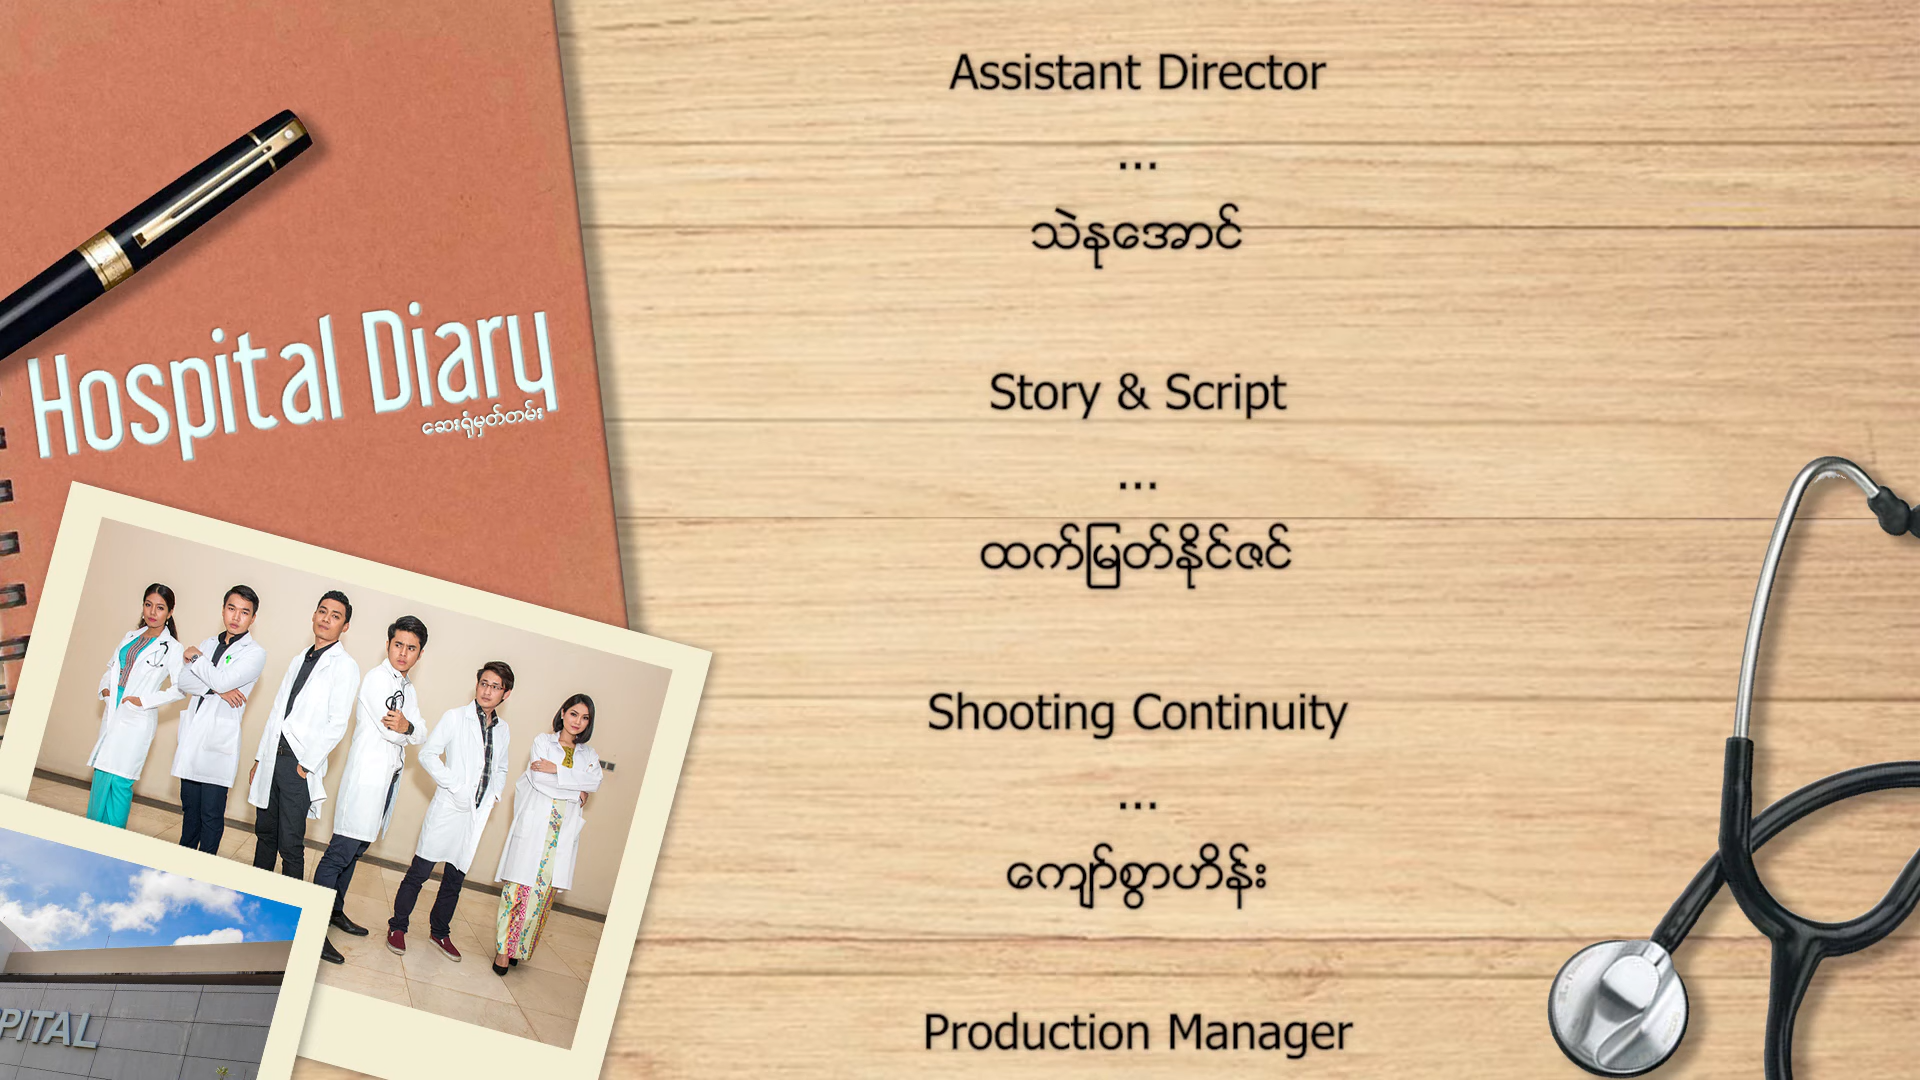 Hospital Diary
ဆေးရုံမှတ်တမ်း
PITAL
Assistant Director
...
သဲနုအောင်
Story & Script
...
ထက်မြတ်နိုင်ဇင်
Shooting Continuity
...
ကျော်စွာဟိန်း
Production Manager